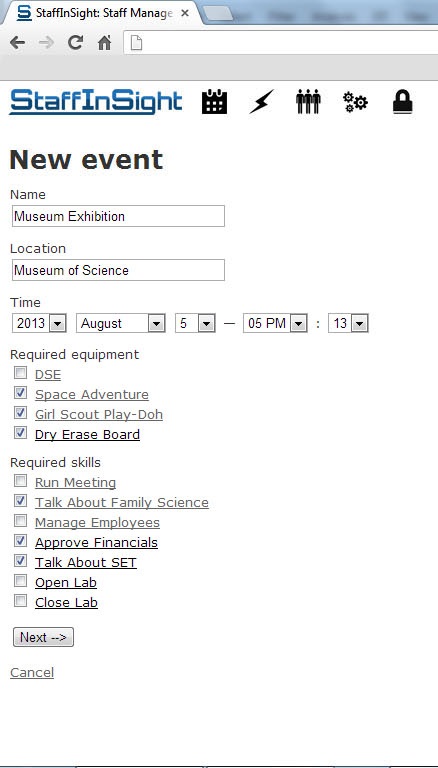 StaffInSight: Staff Manage
StaffInSight
New event
Name
Museum Exhibition
Location
Museum of Science
Time
2013 August 5 — 05 PM : 13
Required equipment
DSE
Space Adventure
Girl Scout Play-Doh
Dry Erase Board
Required skills
Run Meeting
Talk About Family Science
Manage Employees
Approve Financials
Talk About SET
Open Lab
Close Lab
Next -->
Cancel